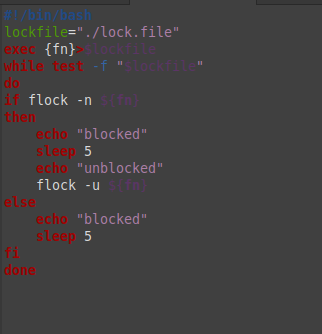 #!/bin/bash
lockfile="./lock.file"
exec {fn}>$lockfile
while test -f "$lockfile"
do
if flock -n ${fn}
then
    echo "blocked"
    sleep 5
    echo "unblocked"
    flock -u ${fn}
else
    echo "blocked"
    sleep 5
fi
done